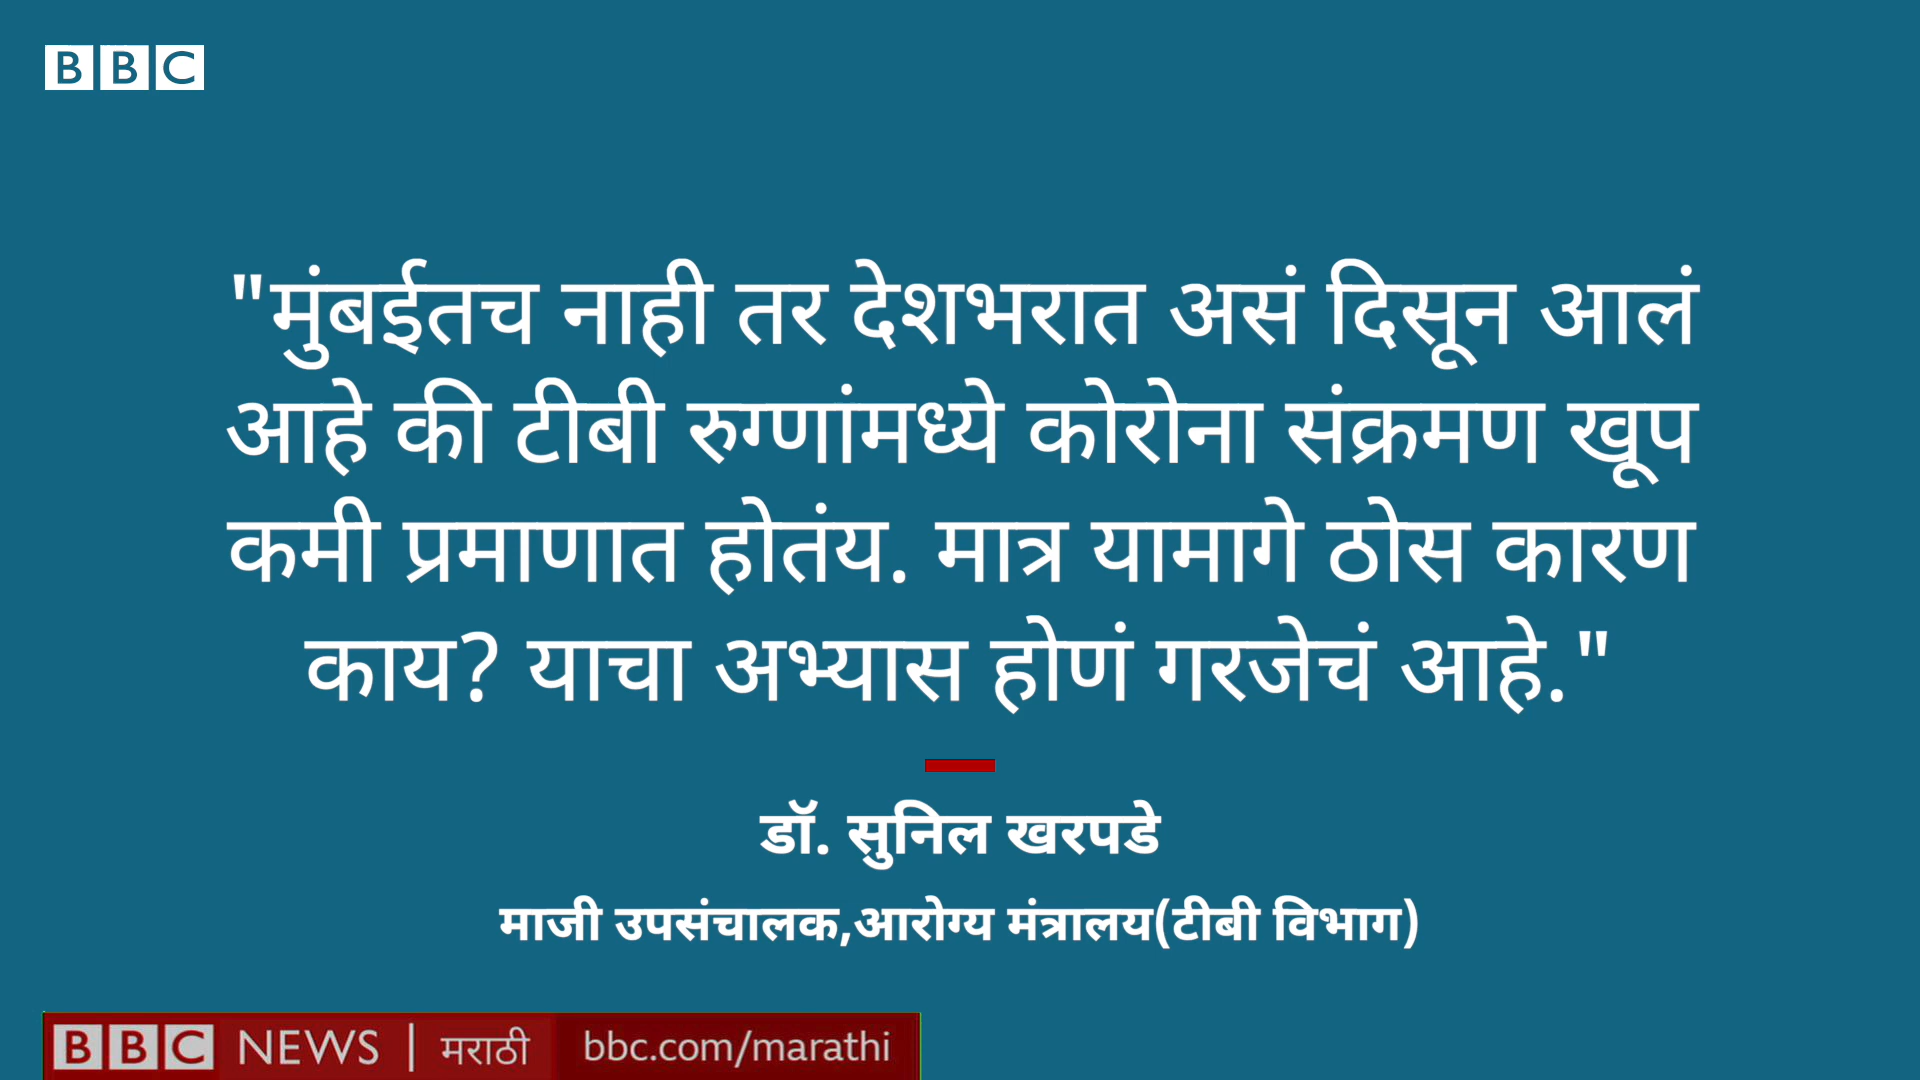 BBC
"मुंबईतच नाही तर देशभरात असं दिसून आलं
आहे की टीबी रुग्णांमध्ये कोरोना संक्रमण खूप
कमी प्रमाणात होतंय. मात्र यामागे ठोस कारण
काय? याचा अभ्यास होणं गरजेचं आहे."
डॉ. सुनिल खरपडे
माजी उपसंचालक,आरोग्य मंत्रालय(टीबी विभाग)
BBC NEWS | मराठी bbc.com/marathi